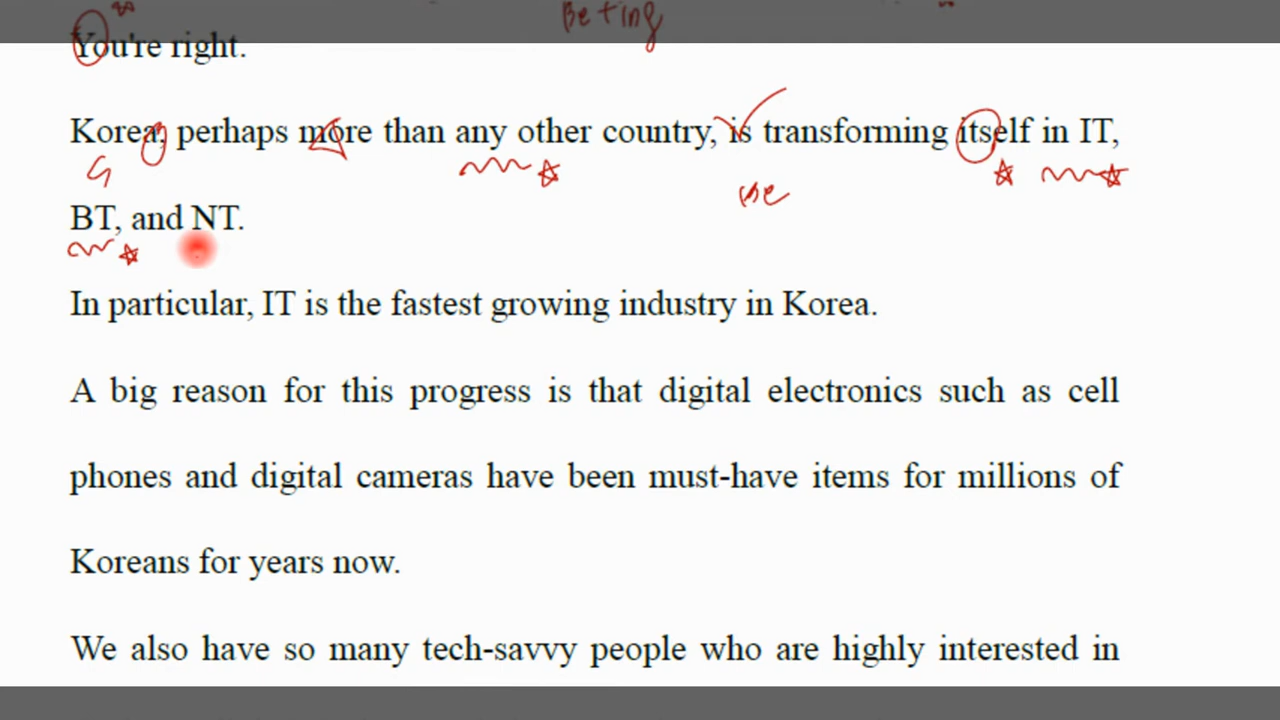 Be +ing
You're right.
Korea, perhaps more than any other country, is transforming itself in IT,
S
BT, and NT.
In particular, IT is the fastest growing industry in Korea.
A big reason for this progress is that digital electronics such as cell
phones and digital cameras have been must-have items for millions of
Koreans for years now.
We also have so many tech-savvy people who are highly interested in